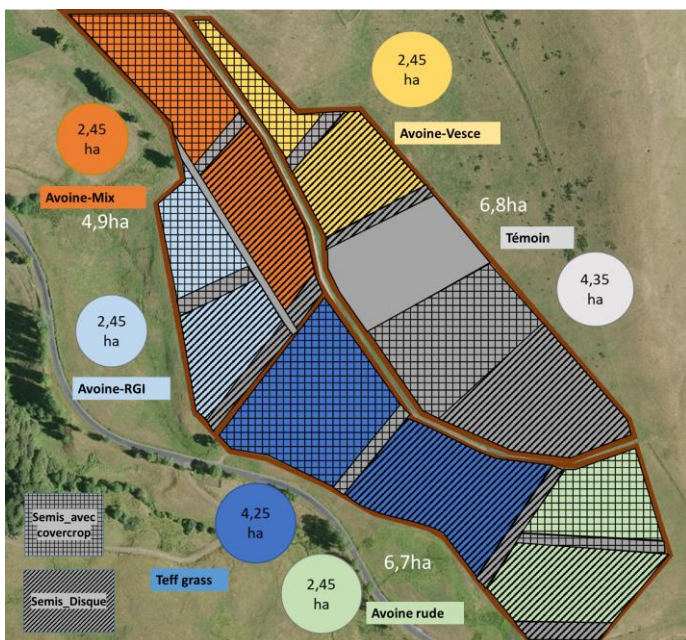 2,45
ha
Avoine-Vesce
2,45
ha
Avoine-Mix
4,9ha
6,8ha
Témoin
4,35
ha
2,45
ha
Avoine-RGI
Semis_avec
covercrop
4,25
ha
6,7ha
Teff grass
Semis_Disque
2,45
ha
Avoine rude